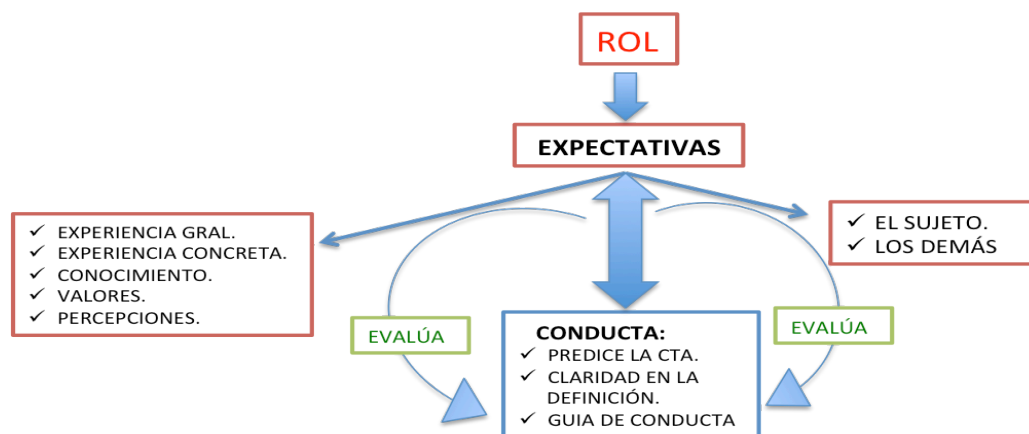 ROL
EXPECTATIVAS
✓ EXPERIENCIA GRAL.
✓ EXPERIENCIA CONCRETA.
✓ CONOCIMIENTO.
✓ VALORES.
✓ PERCEPCIONES.
✓ EL SUJETO.
✓ LOS DEMÁS
EVALÚA
EVALÚA
CONDUCTA:
✓ PREDICE LA CTA.
✓ CLARIDAD EN LA
DEFINICIÓN.
✓ GUIA DE CONDUCTA